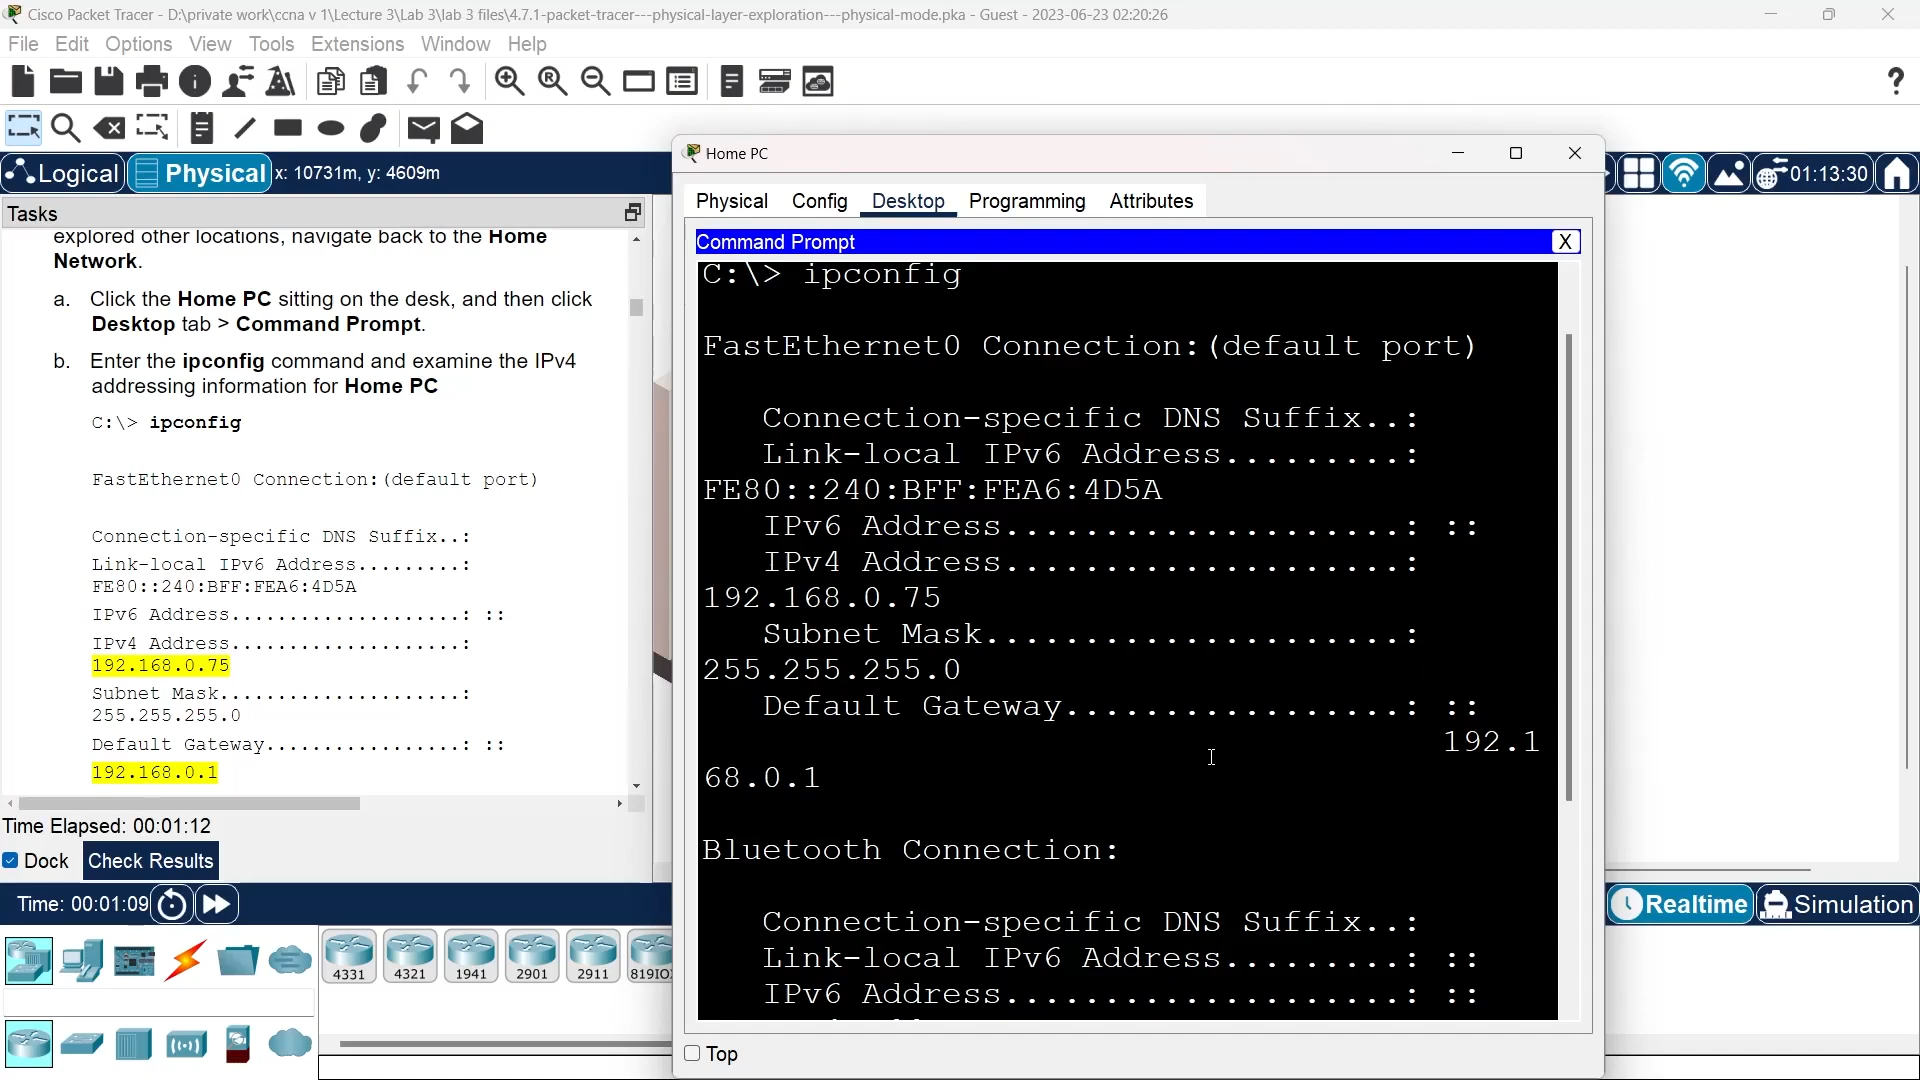 Cisco Packet Tracer - D:\private work\ccna v 1\Lecture 3\Lab 3\lab 3 files\4.7.1-packet-tracer---physical-layer-exploration---physical-mode.pka - Guest - 2023-06-23 02:20:26
File Edit Options View Tools Extensions Window Help
?
Logical Physical x: 10731m, y: 4609m
01:13:30
Tasks
explored other locations, navigate back to the Home
Network.
a. Click the Home PC sitting on the desk, and then click
Desktop tab > Command Prompt.
b. Enter the ipconfig command and examine the IPv4
addressing information for Home PC
C:\> ipconfig
FastEthernet0 Connection:(default port)
Connection-specific DNS Suffix..:
Link-local IPv6 Address.........:
FE80::240:BFF:FEA6:4D5A
IPv6 Address....................: ::
IPv4 Address....................:
192.168.0.75
Subnet Mask.....................:
255.255.255.0
Default Gateway.................: ::
192.168.0.1
Time Elapsed: 00:01:12
Dock Check Results
Time: 00:01:09
4331 4321 1941 2901 2911 819IO
Home PC
Physical Config Desktop Programming Attributes
Command Prompt X
C:\> ipconfig
FastEthernet0 Connection:(default port)
Connection-specific DNS Suffix..:
Link-local IPv6 Address.........:
FE80::240:BFF:FEA6:4D5A
IPv6 Address....................: ::
IPv4 Address....................:
192.168.0.75
Subnet Mask.....................:
255.255.255.0
Default Gateway.................: ::
192.1
68.0.1
Bluetooth Connection:
Connection-specific DNS Suffix..:
Link-local IPv6 Address.........: ::
IPv6 Address....................: ::
Top
Realtime Simulation